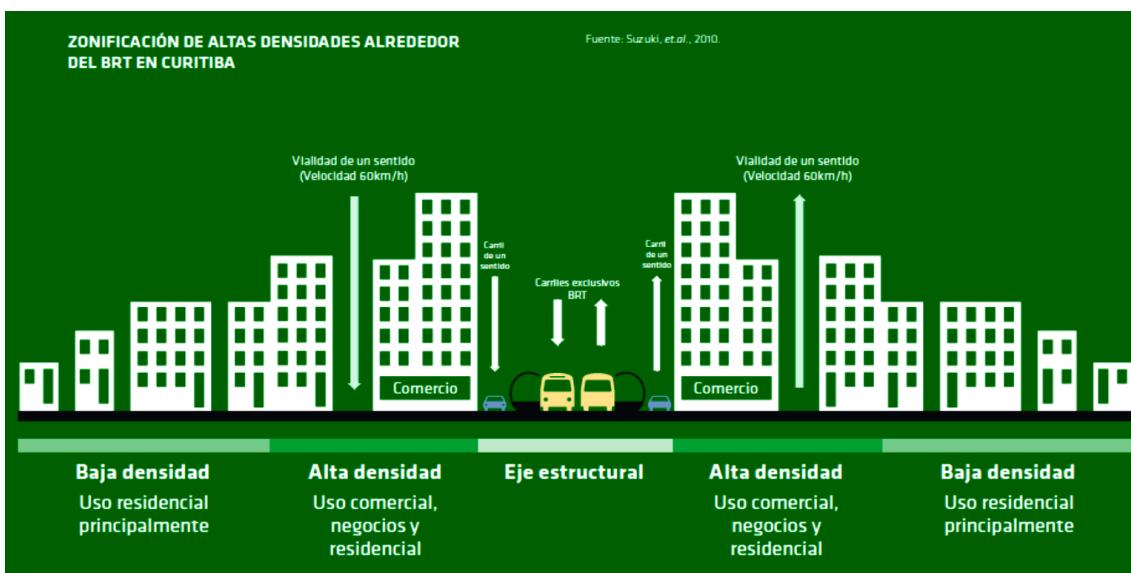 ZONIFICACIÓN DE ALTAS DENSIDADES ALREDEDOR
DEL BRT EN CURITIBA
Fuente: Suzuki, et.al., 2010.
Vialidad de un sentido
(Velocidad 60km/h)
Vialidad de un sentido
(Velocidad 60km/h)
Carril
de un
sentido
Carriles exclusivos
BRT
Carril
de un
sentido
Comercio
Comercio
Baja densidad
Uso residencial
principalmente
Alta densidad
Uso comercial,
negocios y
residencial
Eje estructural
Alta densidad
Uso comercial,
negocios y
residencial
Baja densidad
Uso residencial
principalmente